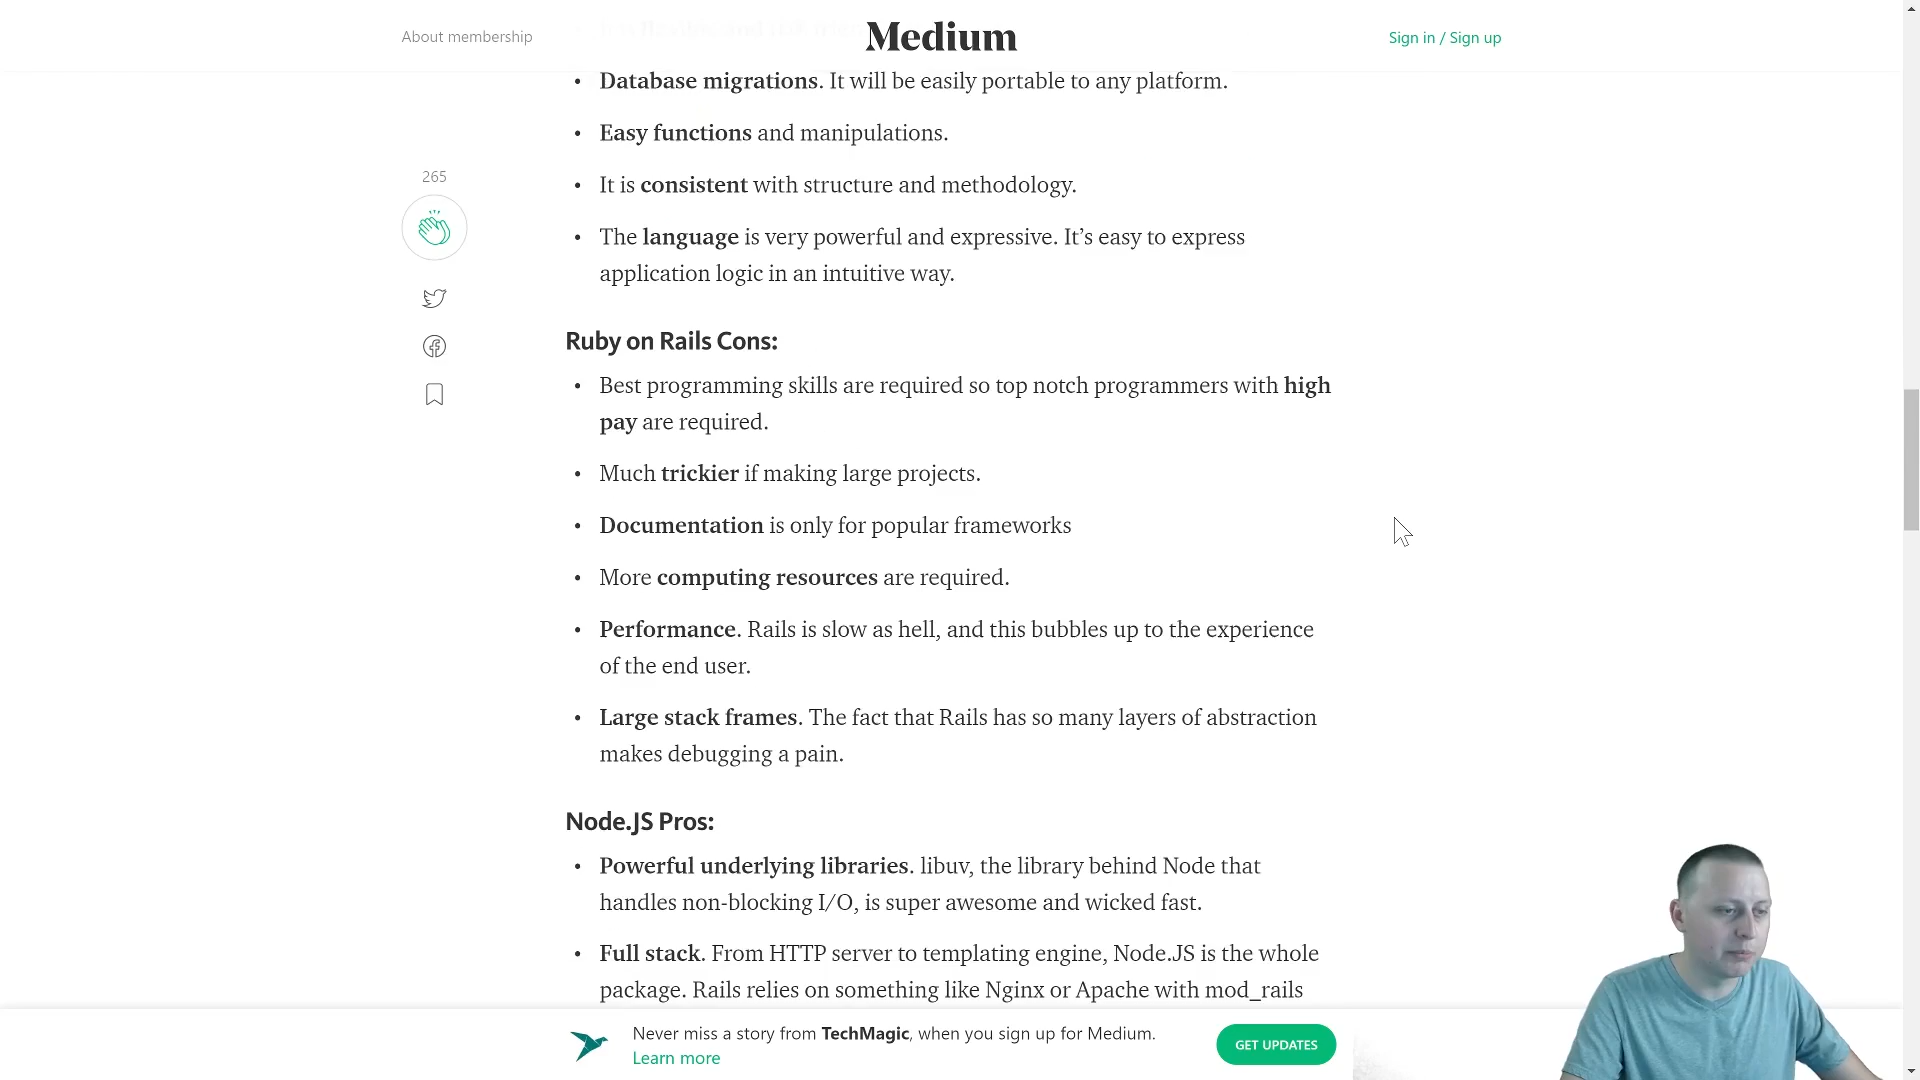 About membership
Medium
Sign in / Sign up
• Database migrations. It will be easily portable to any platform.
• Easy functions and manipulations.
265
• It is consistent with structure and methodology.
• The language is very powerful and expressive. It’s easy to express
application logic in an intuitive way.
Ruby on Rails Cons:
• Best programming skills are required so top notch programmers with high
pay are required.
• Much trickier if making large projects.
• Documentation is only for popular frameworks
• More computing resources are required.
• Performance. Rails is slow as hell, and this bubbles up to the experience
of the end user.
• Large stack frames. The fact that Rails has so many layers of abstraction
makes debugging a pain.
Node.JS Pros:
• Powerful underlying libraries. libuv, the library behind Node that
handles non-blocking I/O, is super awesome and wicked fast.
• Full stack. From HTTP server to templating engine, Node.JS is the whole
package. Rails relies on something like Nginx or Apache with mod_rails
Never miss a story from TechMagic, when you sign up for Medium.
Learn more
GET UPDATES